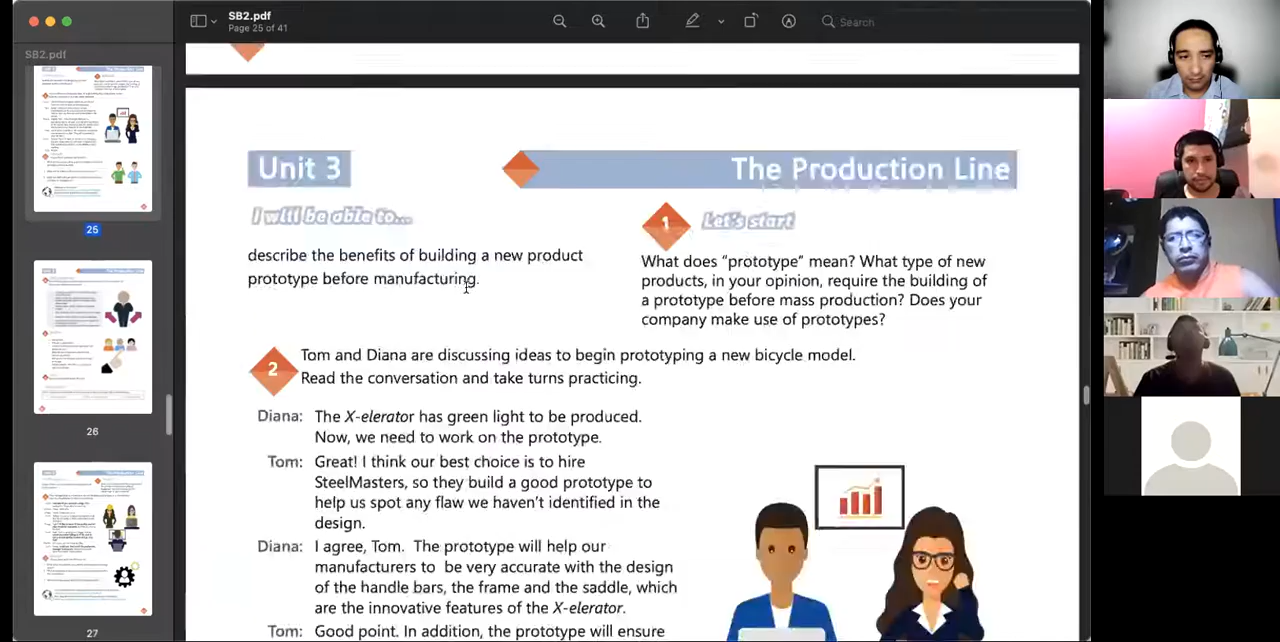 SB2.pdf
Page 25 of 41
Search
SB2.pdf
25
26
27
Unit 3
The Production Line
I will be able to...
describe the benefits of building a new product
prototype before manufacturing.
1
Let's start
What does "prototype" mean? What type of new
products, in your opinion, require the building of
a prototype before mass production? Does your
company make use of prototypes?
2
Tom and Diana are discussing ideas to begin prototyping a new bicycle model.
Read the conversation and take turns practicing.
Diana: The X-elerator has green light to be produced.
Now, we need to work on the prototype.
Tom: Great! I think our best choice is to hire
SteelMasters, so they build a good prototype to
spot any flaw we haven't identified in the
design.
Diana: I agree, Tom. The prototype will help our
manufacturers to be accurate with the design
handle bar, the frame and the saddle, which
are the innovative features of the X-elerator.
Tom: Good point. In addition, the prototype will ensure